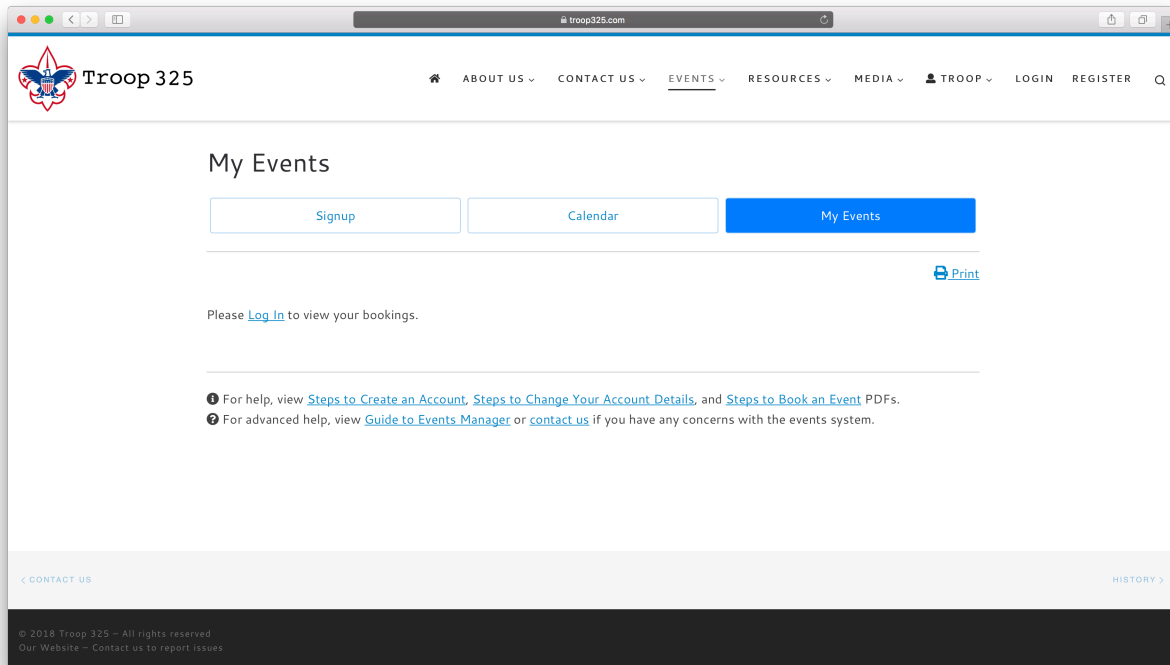 troop325.com
Troop 325
ABOUT US CONTACT US EVENTS RESOURCES MEDIA TROOP LOGIN REGISTER
My Events
Signup Calendar My Events
Print
Please Log In to view your bookings.
For help, view Steps to Create an Account, Steps to Change Your Account Details, and Steps to Book an Event PDFs.
For advanced help, view Guide to Events Manager or contact us if you have any concerns with the events system.
< CONTACT US HISTORY >
© 2018 Troop 325 – All rights reserved
Our Website – Contact us to report issues